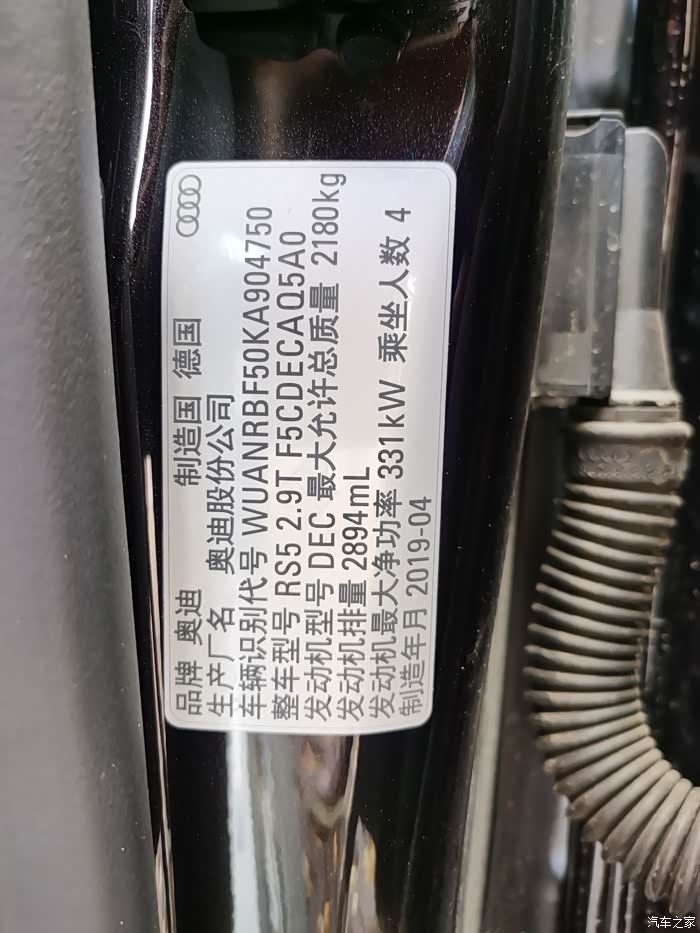 品牌 奥迪 制造国 德国
生产厂名 奥迪股份公司
车辆识别代号 WUANRBF50KA904750
整车型号 RS5 2.9T F5CDECAQ5A0
发动机型号 DEC 最大允许总质量 2180kg
发动机排量 2894mL
发动机最大净功率 331kW 乘坐人数 4
制造年月 2019-04
汽车之家